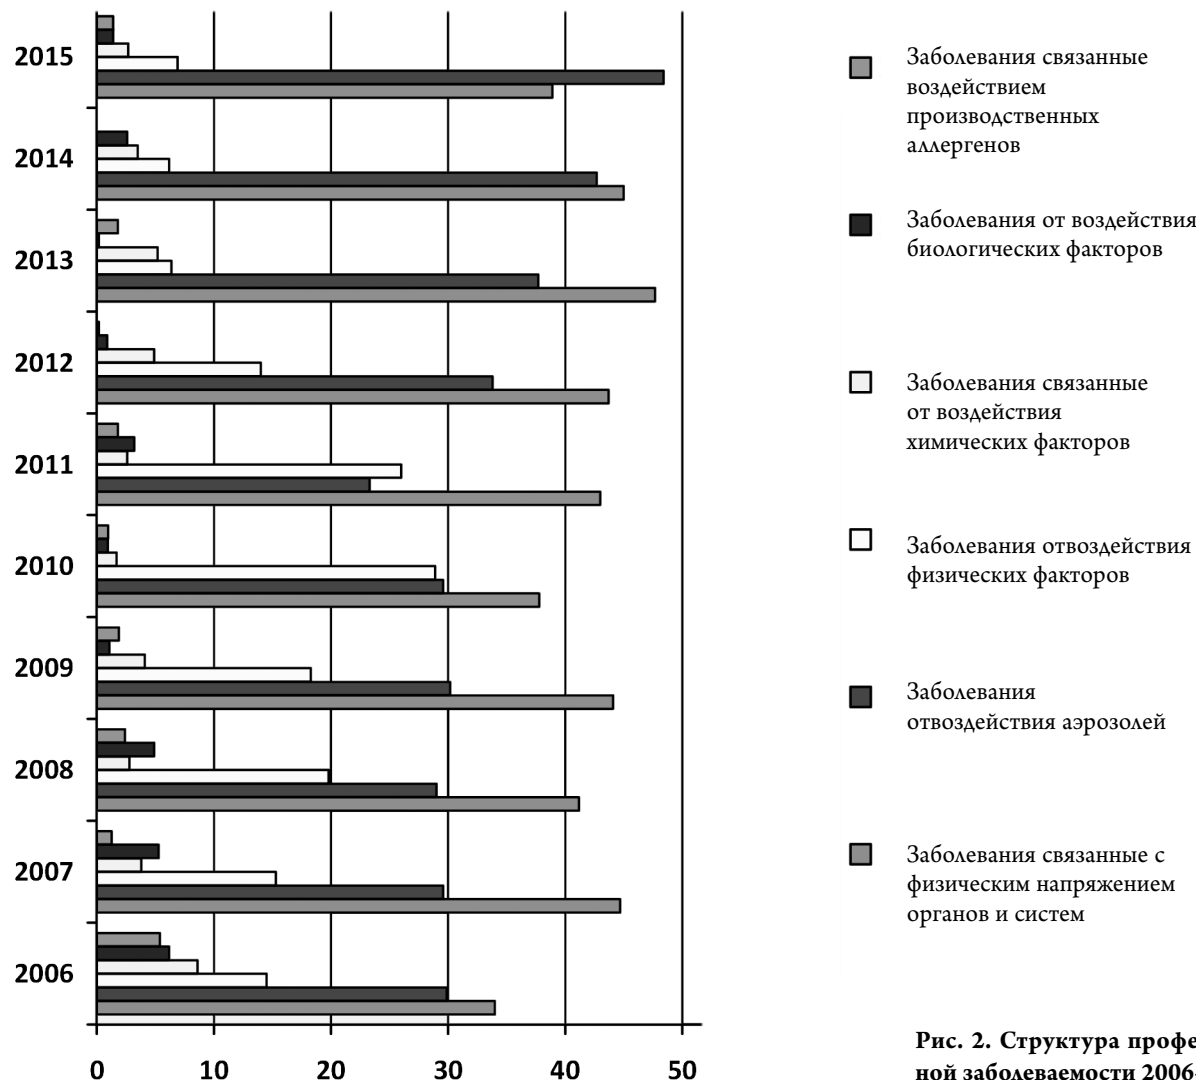 2015
2014
2013
2012
2011
2010
2009
2008
2007
2006
0 10 20 30 40 50
Заболевания связанные
воздействием
производственных
аллергенов
Заболевания от воздействия
биологических факторов
Заболевания связанные
от воздействия
химических факторов
Заболевания отвоздействия
физических факторов
Заболевания
отвоздействия аэрозолей
Заболевания связанные с
физическим напряжением
органов и систем
Рис. 2. Структура профе
ной заболеваемости 2006-